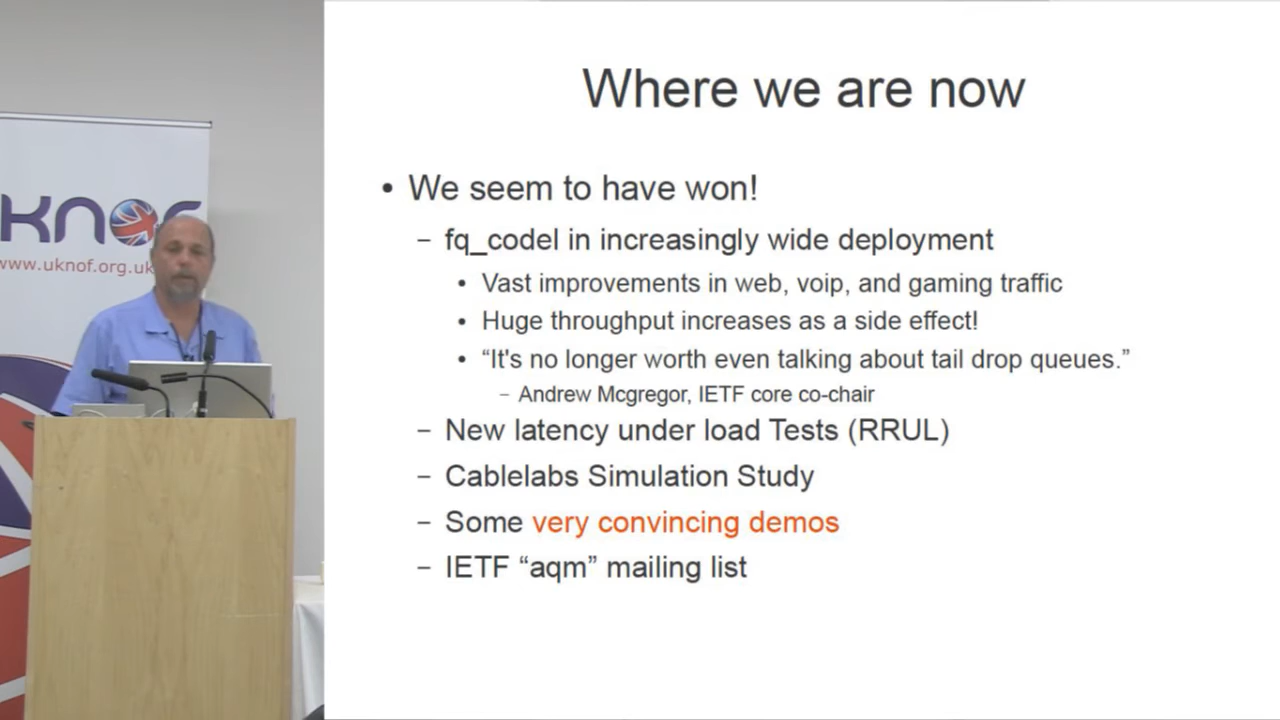 Where we are now
• We seem to have won!
– fq_codel in increasingly wide deployment
• Vast improvements in web, voip, and gaming traffic
• Huge throughput increases as a side effect!
• “It's no longer worth even talking about tail drop queues.”
– Andrew Mcgregor, IETF core co-chair
– New latency under load Tests (RRUL)
– Cablelabs Simulation Study
– Some very convincing demos
– IETF “aqm” mailing list
knof
www.uknof.org.uk